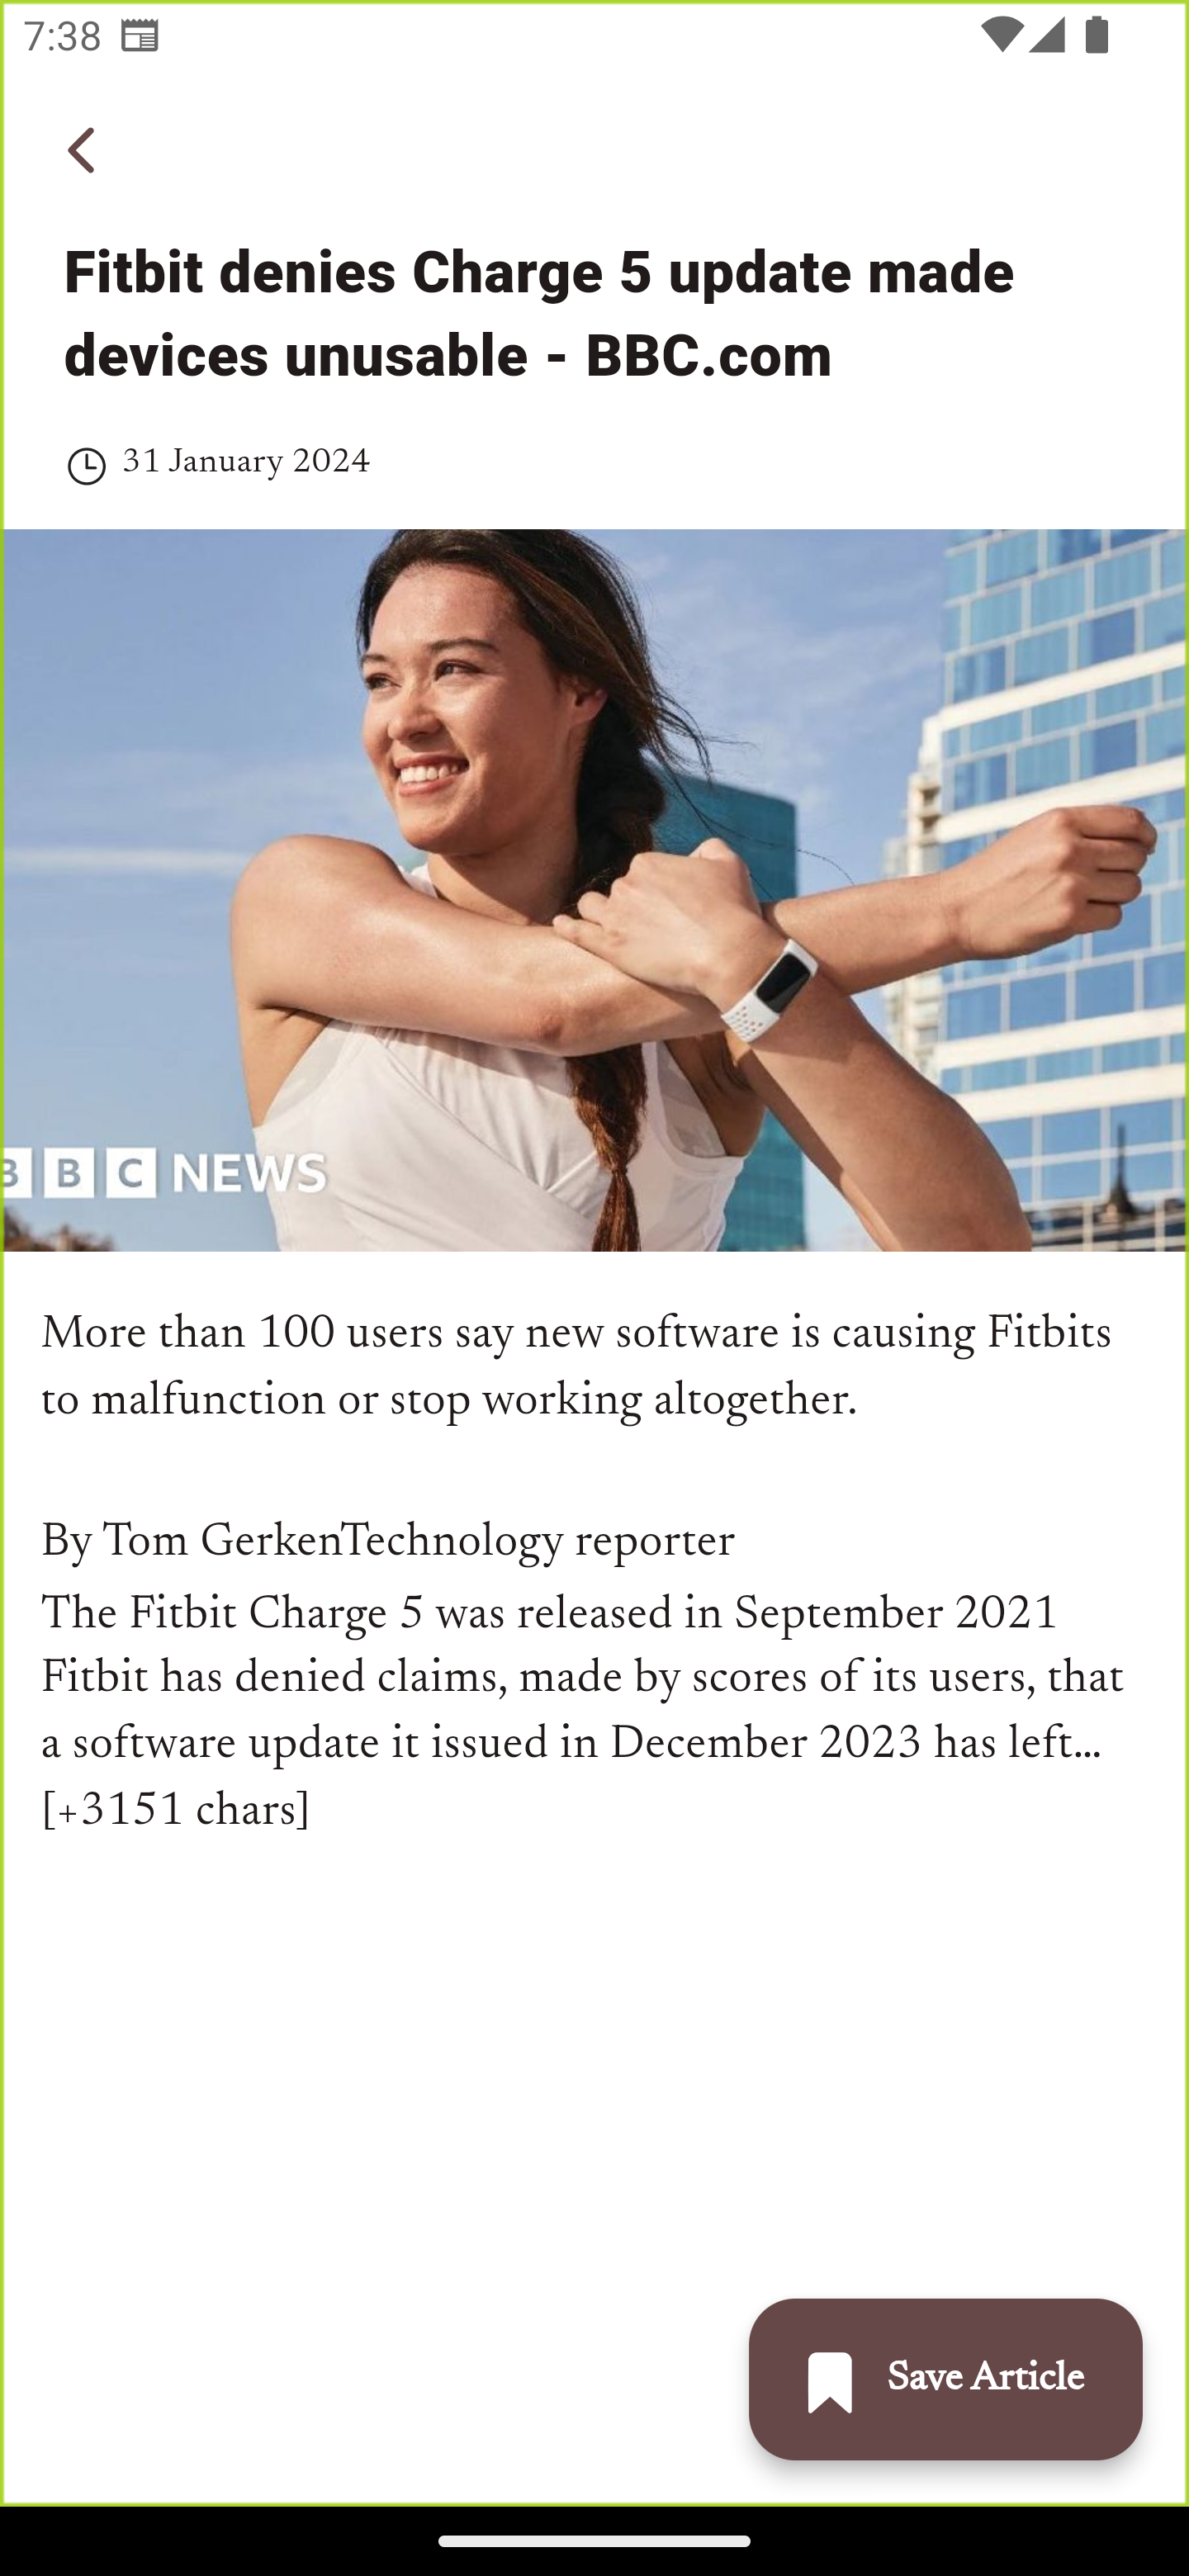 7:38
Fitbit denies Charge 5 update made
devices unusable - BBC.com
31 January 2024
B B C NEWS
More than 100 users say new software is causing Fitbits
to malfunction or stop working altogether.
By Tom GerkenTechnology reporter
The Fitbit Charge 5 was released in September 2021
Fitbit has denied claims, made by scores of its users, that
a software update it issued in December 2023 has left…
[+3151 chars]
Save Article